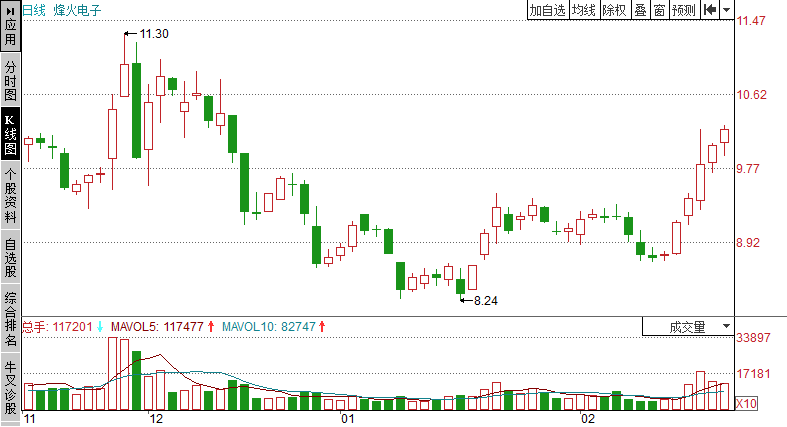 日线 烽火电子
加自选 均线 除权 叠 窗 预测
应用
分时图
K线图
个股资料
自选股
综合排名
牛叉诊股
11.30
8.24
11.47
10.62
9.77
8.92
总手: 117201 MAVOL5: 117477 MAVOL10: 82747
成交量
33897
17181
X10
11 12 01 02